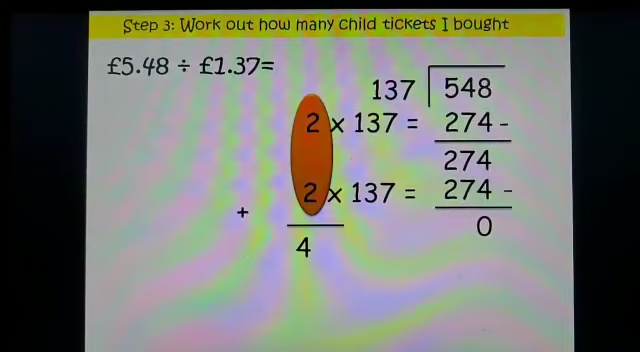 Step 3: Work out how many child tickets I bought
£5.48 ÷ £1.37=
137 548
2 x 137 = 274 -
274
2 x 137 = 274 -
+ 0
4